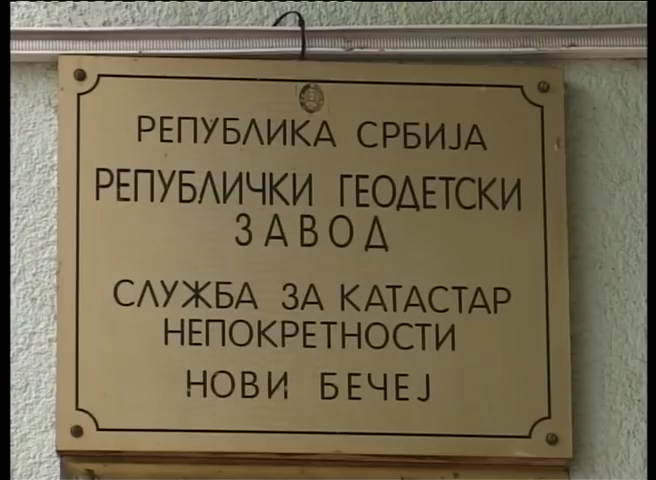 РЕПУБЛИКА СРБИЈА
РЕПУБЛИЧКИ ГЕОДЕТСКИ
ЗАВОД
СЛУЖБА ЗА КАТАСТАР
НЕПОКРЕТНОСТИ
НОВИ БЕЧЕЈ